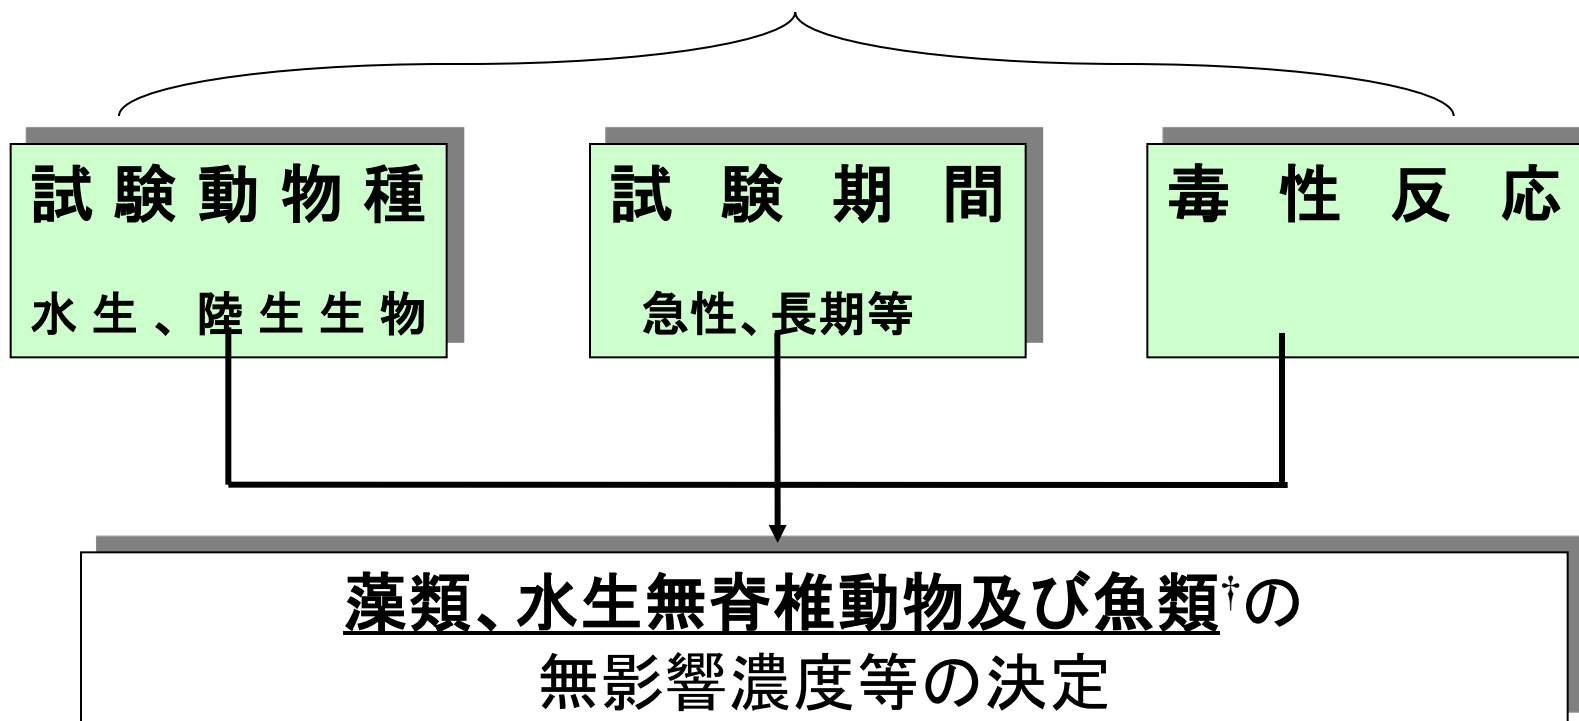 試験動物種
水生、陸生生物
試験期間
急性、長期等
毒性反応
藻類、水生無脊椎動物及び魚類†の
無影響濃度等の決定